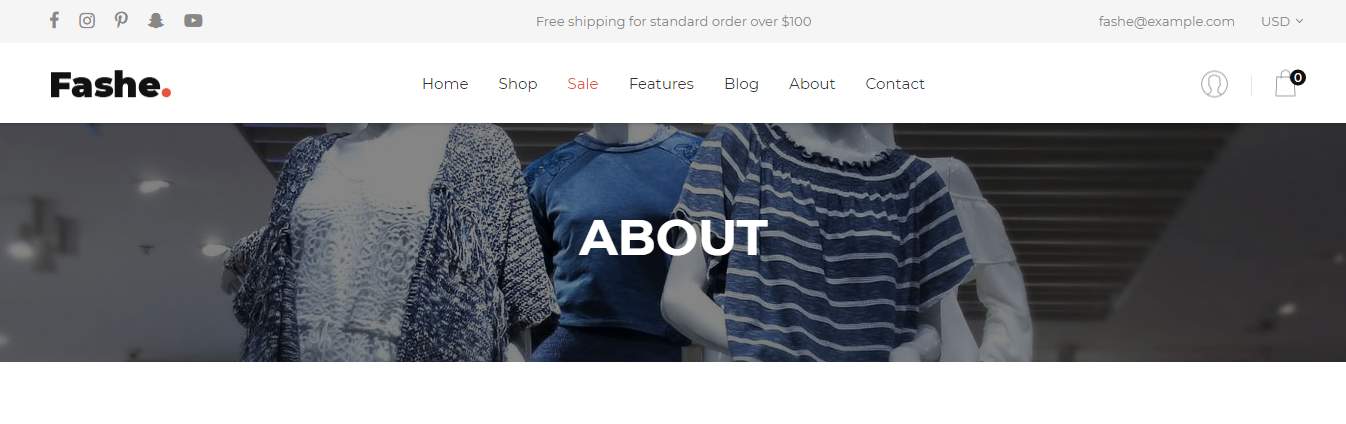 Free shipping for standard order over $100
fashe@example.com
USD
Fashe.
Home Shop Sale Features Blog About Contact
0
ABOUT